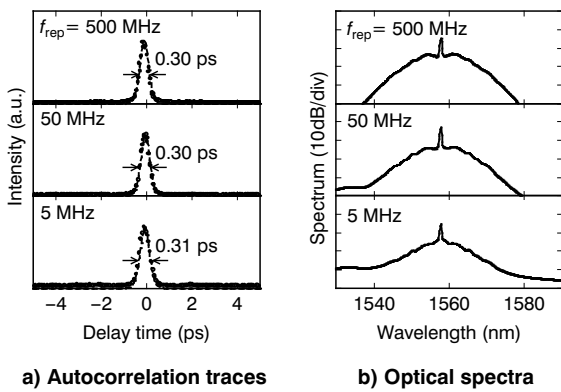 f_rep = 500 MHz
0.30 ps
50 MHz
0.30 ps
5 MHz
0.31 ps
Intensity (a.u.)
−4 −2 0 2 4
Delay time (ps)
a) Autocorrelation traces
f_rep = 500 MHz
50 MHz
5 MHz
Spectrum (10dB/div)
1540 1560 1580
Wavelength (nm)
b) Optical spectra